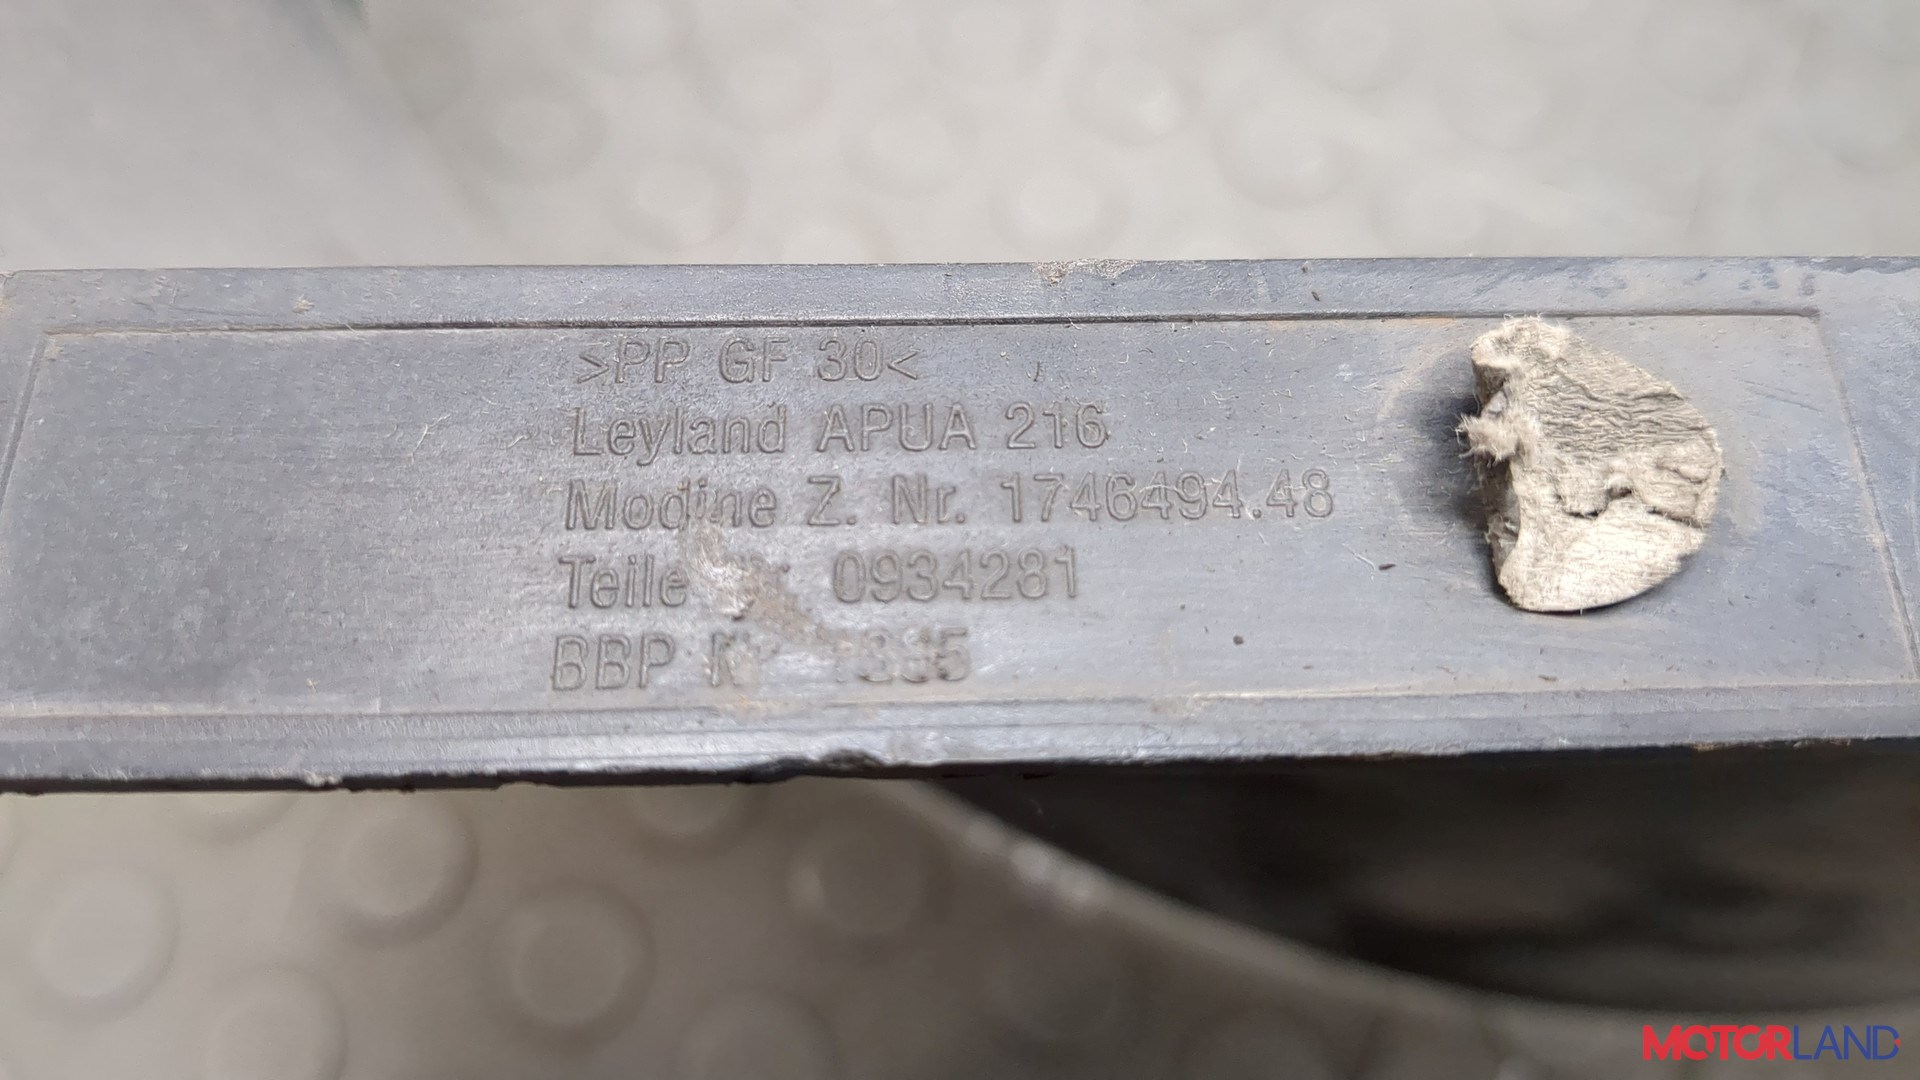 >PP GF 30<
Leyland APUA 216
Modine Z. Nr. 1746494.48
Teile 0934281
BBP
MOTORLAND